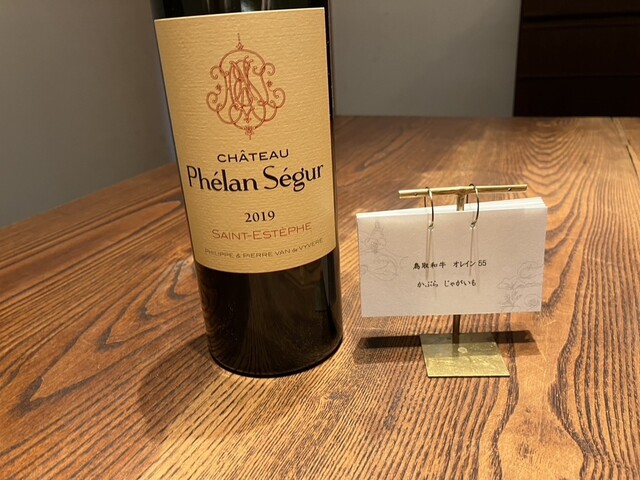 CHÂTEAU
Phélan Ségur
2019
SAINT-ESTÈPHE
PHILIPPE & PIERRE VAN de VYVERE
鳥取和牛 オレイン55
かぶら じゃがいも